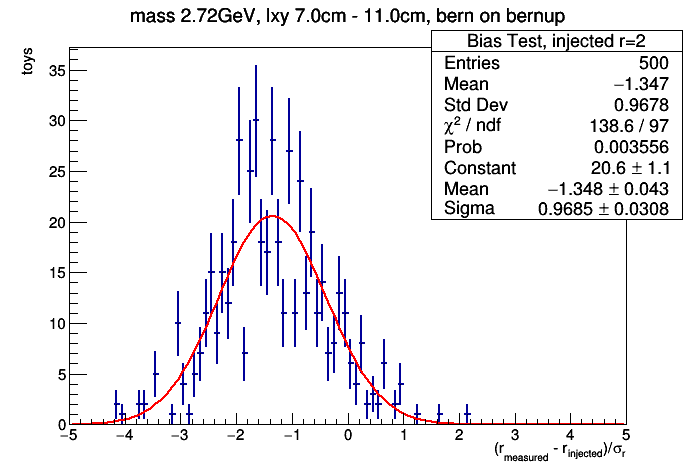 mass 2.72GeV, lxy 7.0cm - 11.0cm, bern on bernup
Bias Test, injected r=2
Entries 500
Mean −1.347
Std Dev 0.9678
χ² / ndf 138.6 / 97
Prob 0.003556
Constant 20.6 ± 1.1
Mean −1.348 ± 0.043
Sigma 0.9685 ± 0.0308
toys
35
30
25
20
15
10
5
0
−5 −4 −3 −2 −1 0 1 2 3 4 5
(r_measured - r_injected)/σ_r